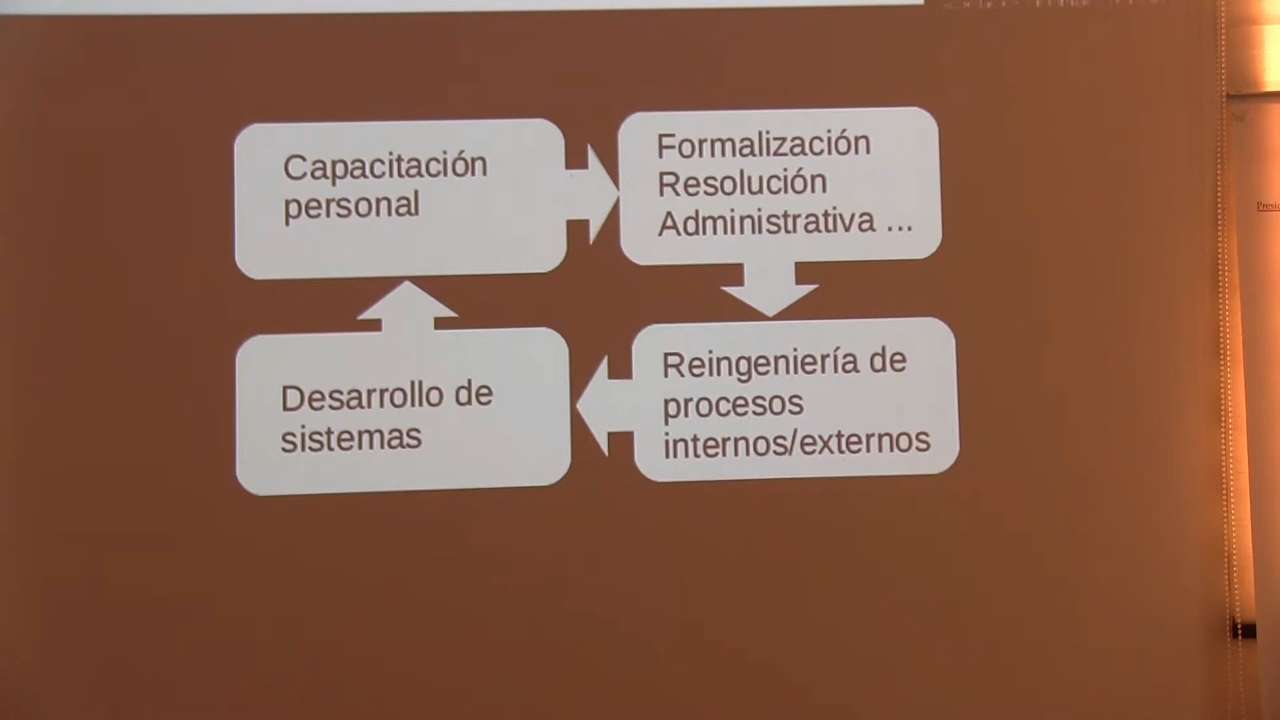 Capacitación
personal
Formalización
Resolución
Administrativa ...
Reingeniería de
procesos
internos/externos
Desarrollo de
sistemas